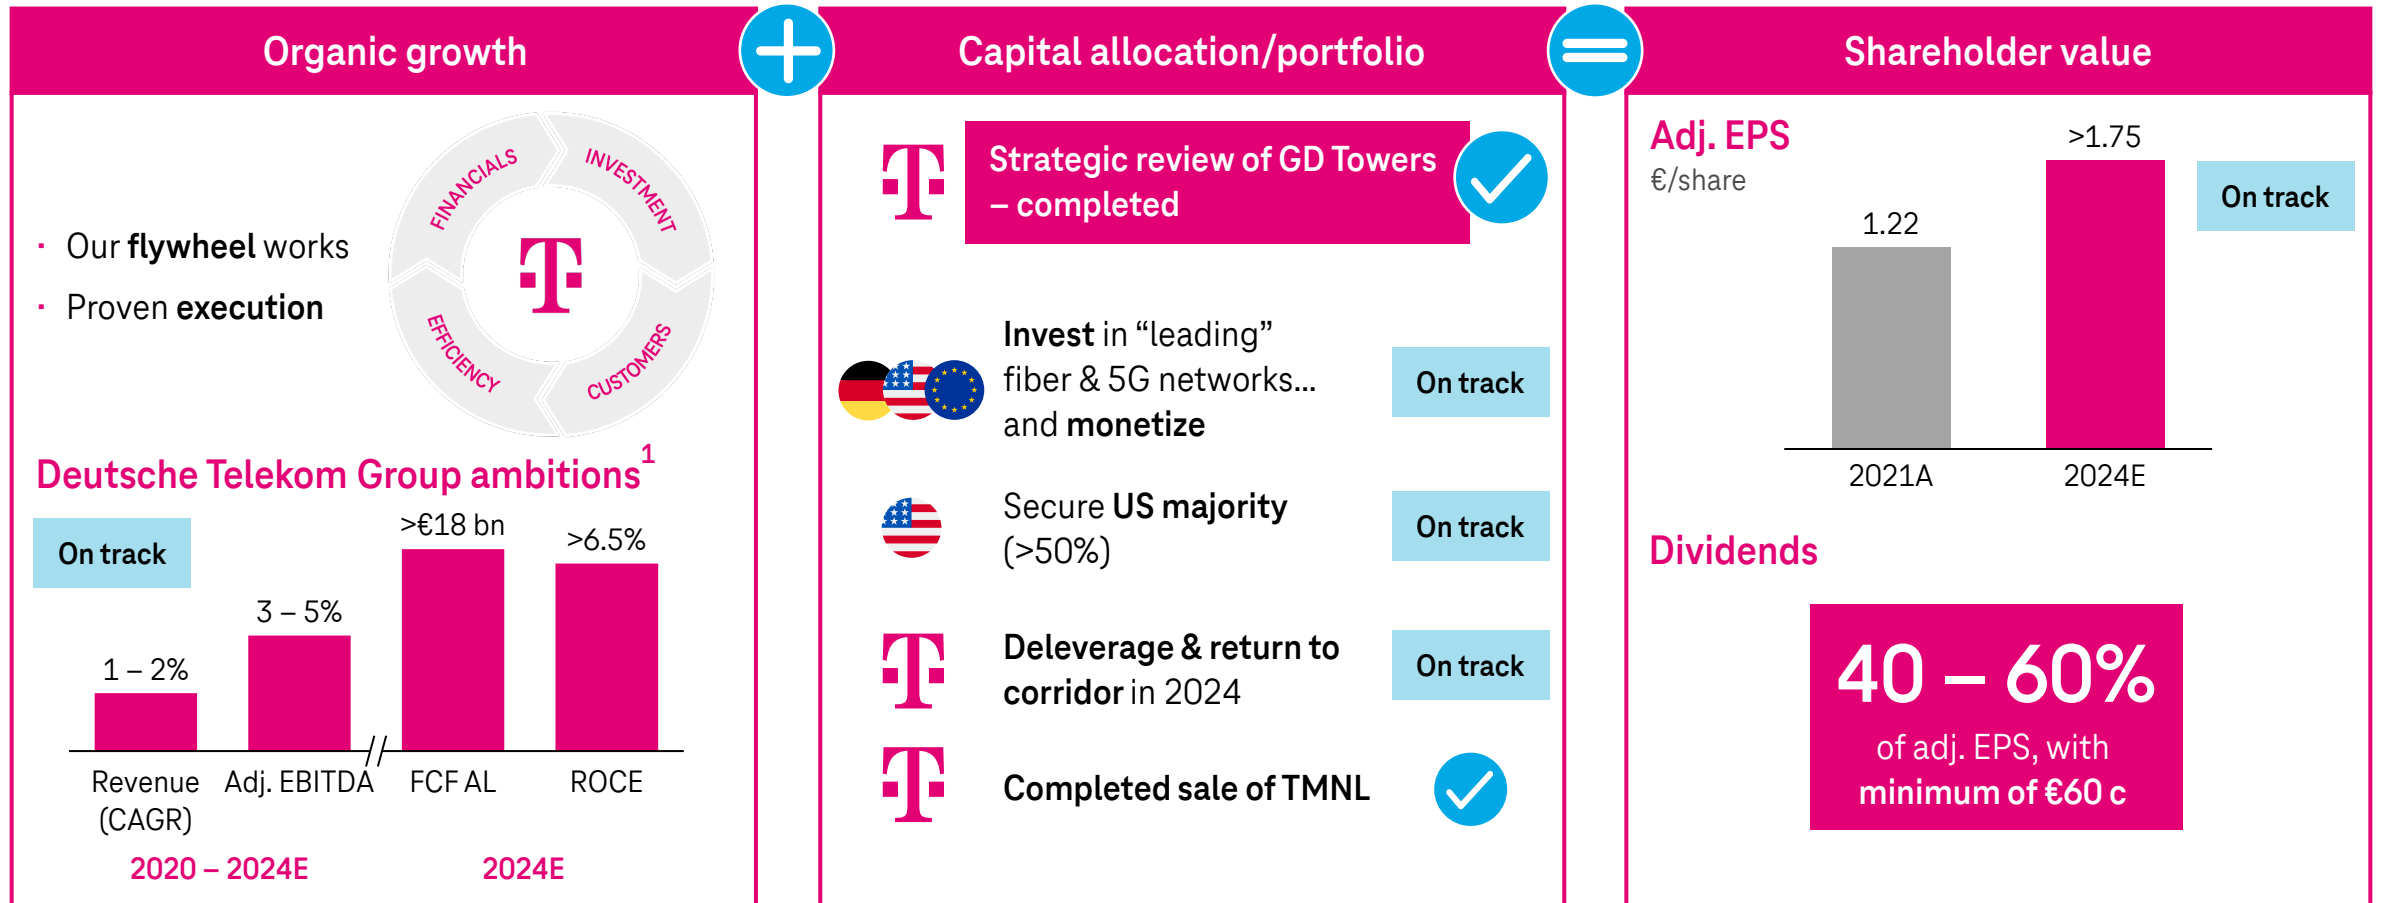 Organic growth
FINANCIALS
INVESTMENT
EFFICIENCY
CUSTOMERS
· Our flywheel works
· Proven execution
Deutsche Telekom Group ambitions1
On track
1 – 2%
3 – 5%
>€18 bn
>6.5%
Revenue
(CAGR)
Adj. EBITDA
FCF AL
ROCE
2020 – 2024E
2024E
Capital allocation/portfolio
Strategic review of GD Towers
– completed
Invest in “leading”
fiber & 5G networks...
and monetize
On track
Secure US majority
(>50%)
On track
Deleverage & return to
corridor in 2024
On track
Completed sale of TMNL
Shareholder value
Adj. EPS
€/share
1.22
>1.75
On track
2021A
2024E
Dividends
40 – 60%
of adj. EPS, with
minimum of €60 c